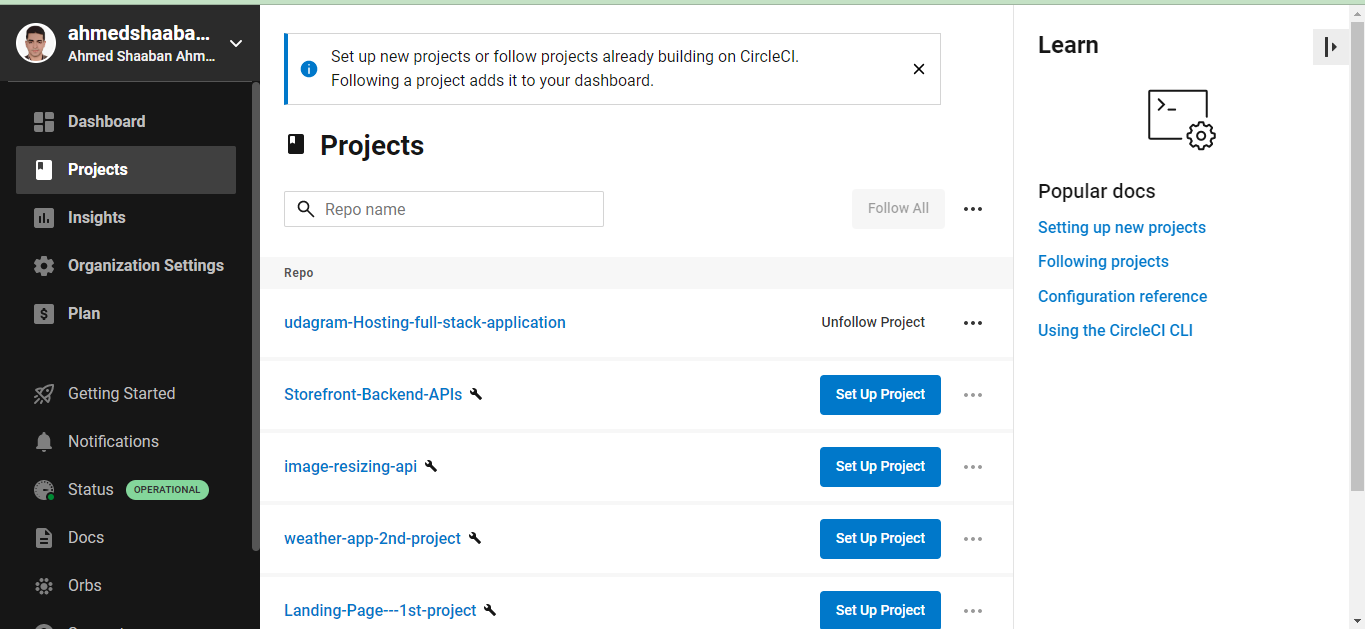 ahmedshaaba...
Ahmed Shaaban Ahm...
Dashboard
Projects
Insights
Organization Settings
Plan
Getting Started
Notifications
Status OPERATIONAL
Docs
Orbs
Set up new projects or follow projects already building on CircleCI.
Following a project adds it to your dashboard.
Projects
Repo name
Follow All
Repo
udagram-Hosting-full-stack-application Unfollow Project
Storefront-Backend-APIs Set Up Project
image-resizing-api Set Up Project
weather-app-2nd-project Set Up Project
Landing-Page---1st-project Set Up Project
Learn
Popular docs
Setting up new projects
Following projects
Configuration reference
Using the CircleCI CLI